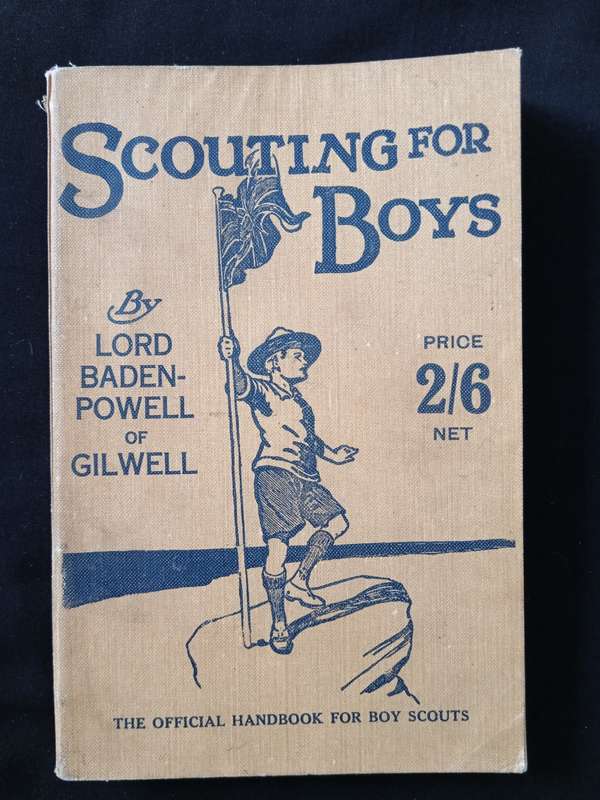 SCOUTING FOR
BOYS
By
LORD
BADEN-
POWELL
OF
GILWELL
PRICE
2/6
NET
THE OFFICIAL HANDBOOK FOR BOY SCOUTS